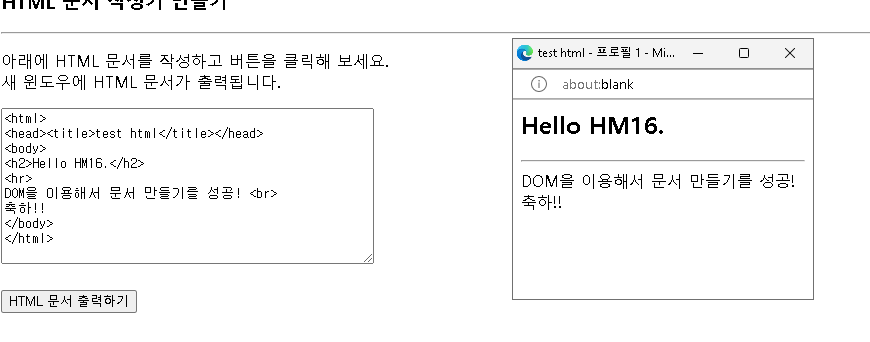 HTML 문서 작성기 만들기
아래에 HTML 문서를 작성하고 버튼을 클릭해 보세요.
새 윈도우에 HTML 문서가 출력됩니다.
<html>
<head><title>test html</title></head>
<body>
<h2>Hello HM16.</h2>
<hr>
DOM을 이용해서 문서 만들기를 성공! <br>
축하!!
</body>
</html>
HTML 문서 출력하기
test html - 프로필 1 - Mi...
about:blank
Hello HM16.
DOM을 이용해서 문서 만들기를 성공!
축하!!